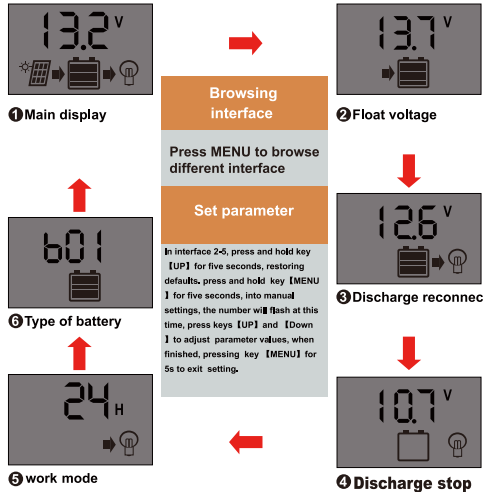 13.2 V
❶Main display
13.7 V
❷Float voltage
12.6 V
❸Discharge reconnec
10.7 V
❹Discharge stop
24 H
❺work mode
b01
❻Type of battery
Browsing
interface
Press MENU to browse
different interface
Set parameter
In interface 2-5, press and hold key
【UP】for five seconds, restoring
defaults. press and hold key【MENU
】for five seconds, into manual
settings, the number will flash at this
time, press keys【UP】and 【Down
】to adjust parameter values, when
finished, pressing key 【MENU】for
5s to exit setting.